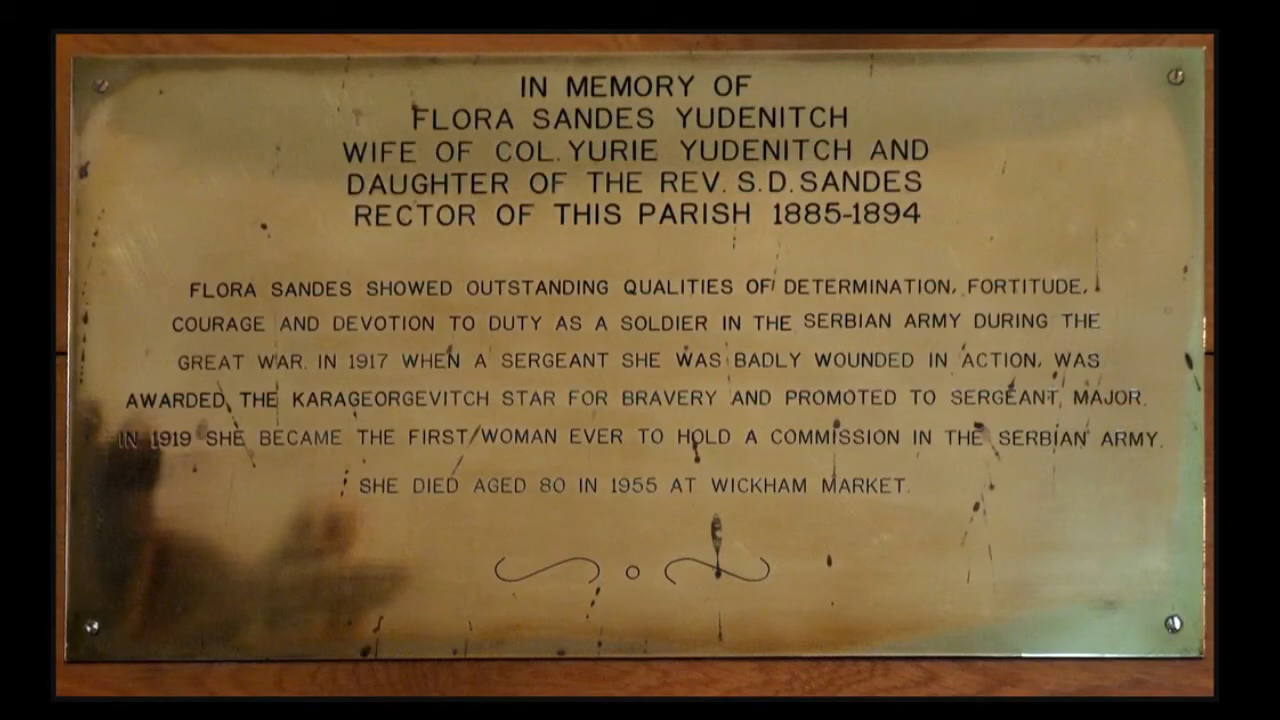 IN MEMORY OF
FLORA SANDES YUDENITCH
WIFE OF COL. YURIE YUDENITCH AND
DAUGHTER OF THE REV. S.D. SANDES
RECTOR OF THIS PARISH 1885-1894
FLORA SANDES SHOWED OUTSTANDING QUALITIES OF DETERMINATION, FORTITUDE,
COURAGE AND DEVOTION TO DUTY AS A SOLDIER IN THE SERBIAN ARMY DURING THE
GREAT WAR. IN 1917 WHEN A SERGEANT SHE WAS BADLY WOUNDED IN ACTION, WAS
AWARDED THE KARAGEORGEVITCH STAR FOR BRAVERY AND PROMOTED TO SERGEANT MAJOR.
IN 1919 SHE BECAME THE FIRST WOMAN EVER TO HOLD A COMMISSION IN THE SERBIAN ARMY.
SHE DIED AGED 80 IN 1955 AT WICKHAM MARKET.